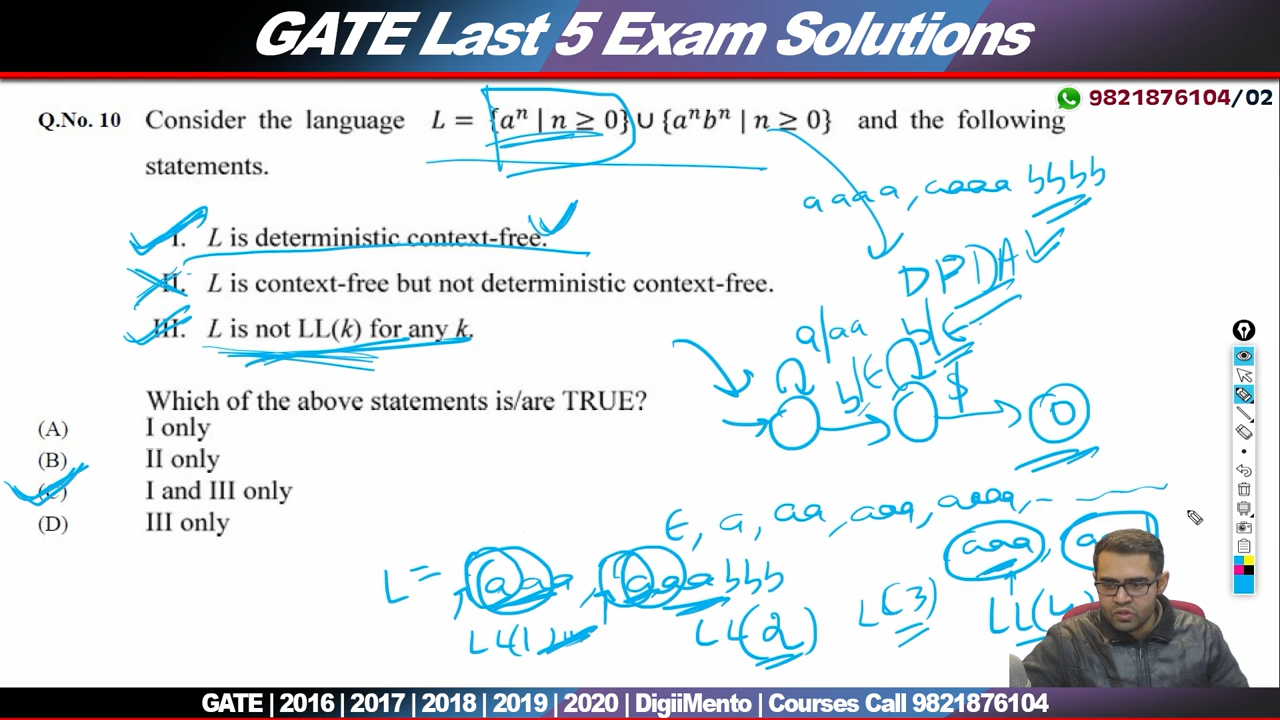 GATE Last 5 Exam Solutions
9821876104/02
Q.No. 10 Consider the language L = {aⁿ | n ≥ 0} ∪ {aⁿbⁿ | n ≥ 0} and the following
statements.
aaaa, aaaa bbbb
I. L is deterministic context-free.
II. L is context-free but not deterministic context-free.
DPDA
III. L is not LL(k) for any k.
a/aa
b/ε
b/ε
$
Which of the above statements is/are TRUE?
(A) I only
(B) II only
(C) I and III only
(D) III only
ε, a, aa, aaa, aaaa, - -
L = aaa, aaabbb
aaa,
LL(1)
LL(2)
LL(3)
GATE | 2016 | 2017 | 2018 | 2019 | 2020 | DigiiMento | Courses Call 9821876104